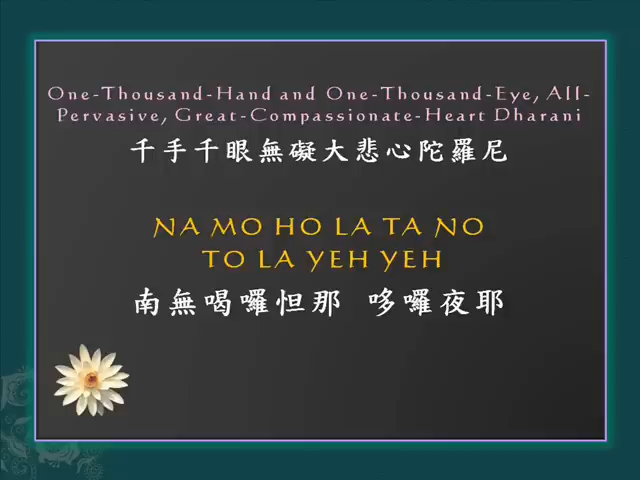 One-Thousand-Hand and One-Thousand-Eye, All-
Pervasive, Great-Compassionate-Heart Dharani
千手千眼無礙大悲心陀羅尼
NA MO HO LA TA NO
TO LA YEH YEH
南無喝囉怛那 哆囉夜耶